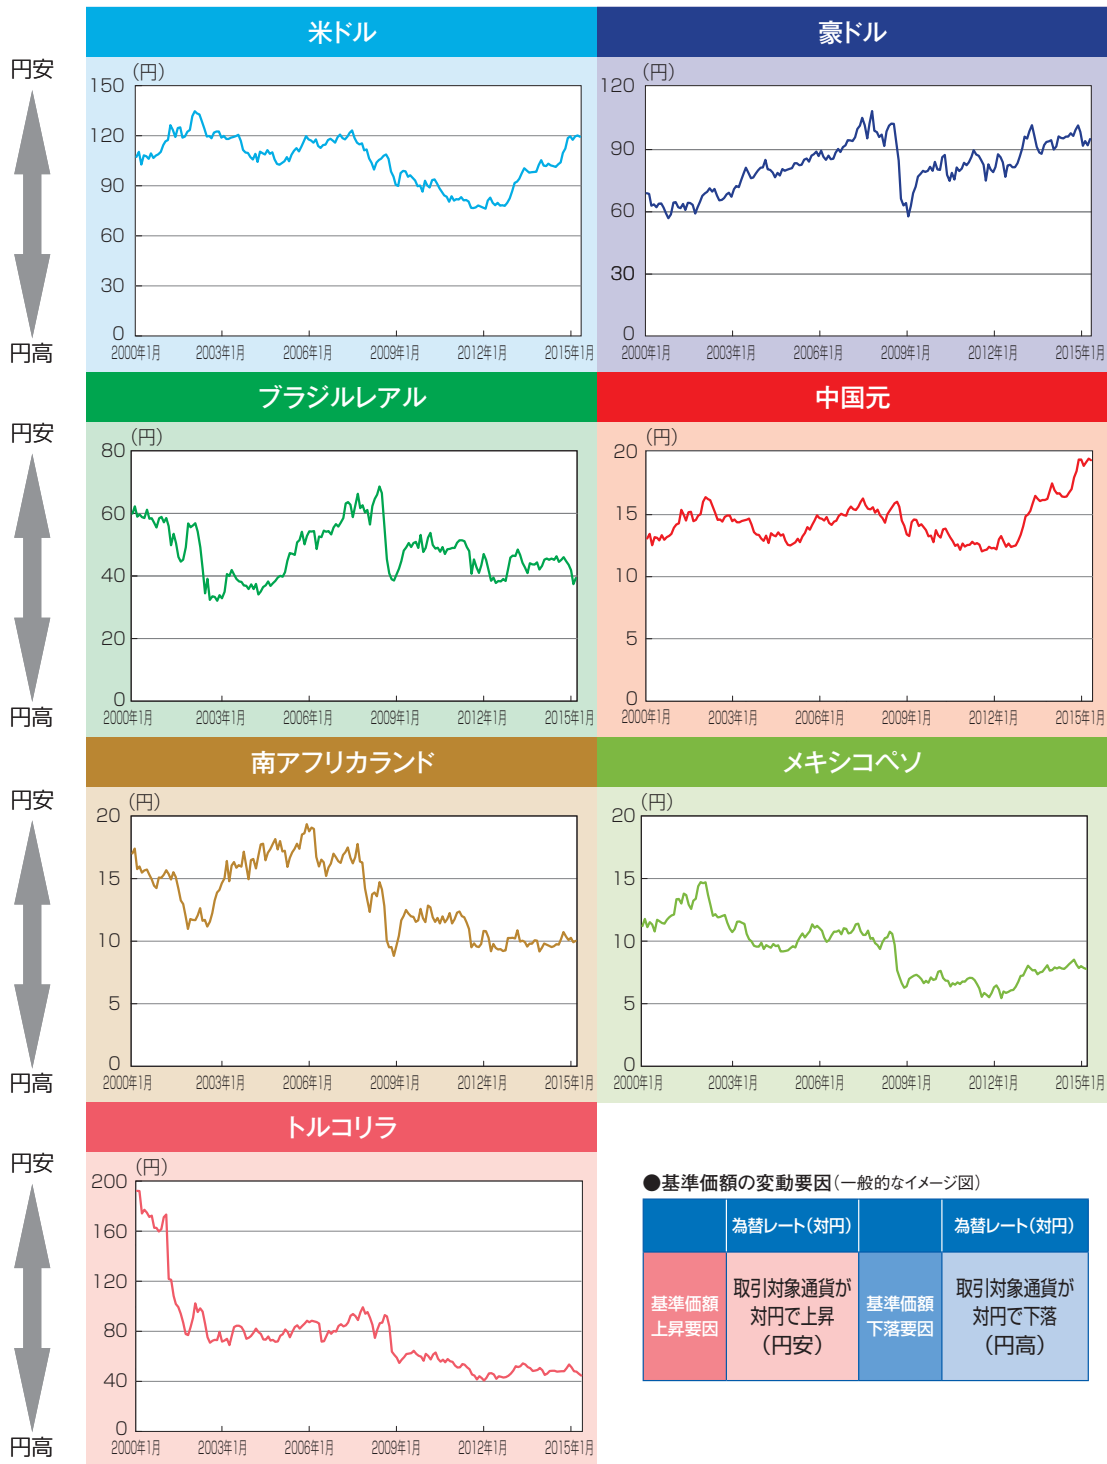 米ドル
円安
(円)
150
120
90
60
30
0
円高
2000年1月 2003年1月 2006年1月 2009年1月 2012年1月 2015年1月
豪ドル
(円)
120
90
60
30
0
2000年1月 2003年1月 2006年1月 2009年1月 2012年1月 2015年1月
ブラジルレアル
円安
(円)
80
60
40
20
0
円高
2000年1月 2003年1月 2006年1月 2009年1月 2012年1月 2015年1月
中国元
(円)
20
15
10
5
0
2000年1月 2003年1月 2006年1月 2009年1月 2012年1月 2015年1月
南アフリカランド
円安
(円)
20
15
10
5
0
円高
2000年1月 2003年1月 2006年1月 2009年1月 2012年1月 2015年1月
メキシコペソ
(円)
20
15
10
5
0
2000年1月 2003年1月 2006年1月 2009年1月 2012年1月 2015年1月
トルコリラ
円安
(円)
200
160
120
80
40
0
円高
2000年1月 2003年1月 2006年1月 2009年1月 2012年1月 2015年1月
●基準価額の変動要因(一般的なイメージ図)
為替レート(対円) 為替レート(対円)
基準価額
上昇要因
取引対象通貨が
対円で上昇
(円安)
基準価額
下落要因
取引対象通貨が
対円で下落
(円高)